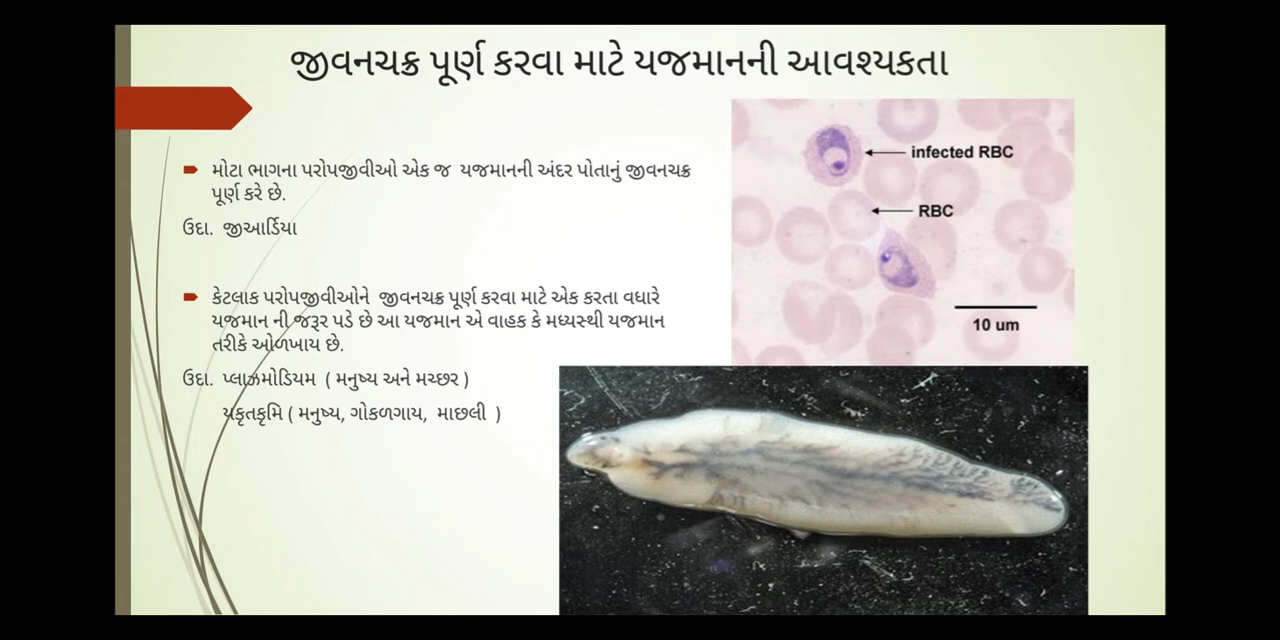 જીવનચક્ર પૂર્ણ કરવા માટે યજમાનની આવશ્યકતા
મોટા ભાગના પરોપજીવીઓ એક જ યજમાનની અંદર પોતાનું જીવનચક્ર
પૂર્ણ કરે છે.
ઉદા. જીઆર્ડિયા
કેટલાક પરોપજીવીઓને જીવનચક્ર પૂર્ણ કરવા માટે એક કરતા વધારે
યજમાન ની જરૂર પડે છે આ યજમાન એ વાહક કે મધ્યસ્થી યજમાન
તરીકે ઓળખાય છે.
ઉદા. પ્લાઝમોડિયમ ( મનુષ્ય અને મચ્છર )
યકૃતકૃમિ ( મનુષ્ય, ગોકળગાય, માછલી )
infected RBC
RBC
10 um